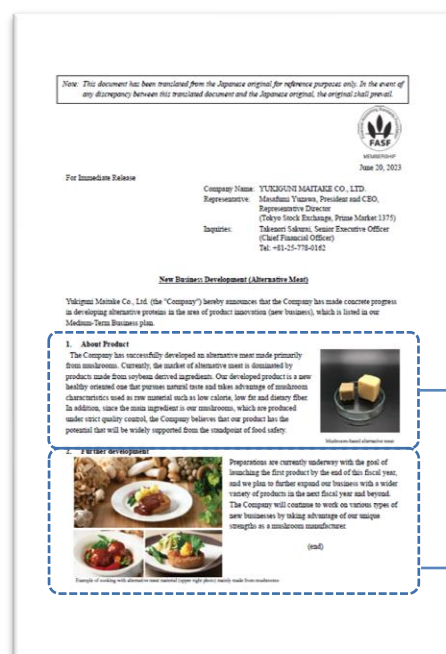 Note: This document has been translated from the Japanese original for reference purposes only. In the event of
any discrepancy between this translated document and the Japanese original, the original shall prevail.
FASF
MEMBERSHIP
June 20, 2023
For Immediate Release
Company Name: YUKIGUNI MAITAKE CO., LTD.
Representative: Masafumi Yuzawa, President and CEO,
Representative Director
(Tokyo Stock Exchange, Prime Market 1375)
Inquiries: Takenori Sakurai, Senior Executive Officer
(Chief Financial Officer)
Tel: +81-25-778-0162
New Business Development (Alternative Meat)
Yukiguni Maitake Co., Ltd. (the "Company") hereby announces that the Company has made concrete progress
in developing alternative proteins in the area of product innovation (new business), which is listed in our
Medium-Term Business plan.
1. About Product
The Company has successfully developed an alternative meat made primarily
from mushrooms. Currently, the market of alternative meat is dominated by
products made from soybean derived ingredients. Our developed product is a new
healthy oriented one that pursues natural taste and takes advantage of mushroom
characteristics used as raw material such as low calorie, low fat and dietary fiber.
In addition, since the main ingredient is our mushrooms, which are produced
under strict quality control, the Company believes that our product has the
potential that will be widely supported from the standpoint of food safety.
Mushroom-based alternative meat
2. Further development
Preparations are currently underway with the goal of
launching the first product by the end of this fiscal year,
and we plan to further expand our business with a wider
variety of products in the next fiscal year and beyond.
The Company will continue to work on various types of
new businesses by taking advantage of our unique
strengths as a mushroom manufacturer.
(end)
Example of cooking with alternative meat material (upper right photo) mainly made from mushrooms